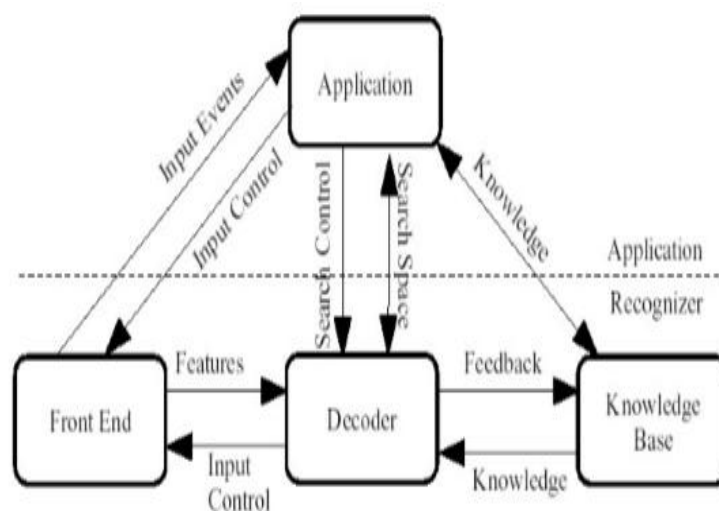 Application
Input Events
Input Control
Search Control
Search Space
Knowledge
Application
Recognizer
Features
Feedback
Front End
Decoder
Knowledge
Base
Input
Control
Knowledge